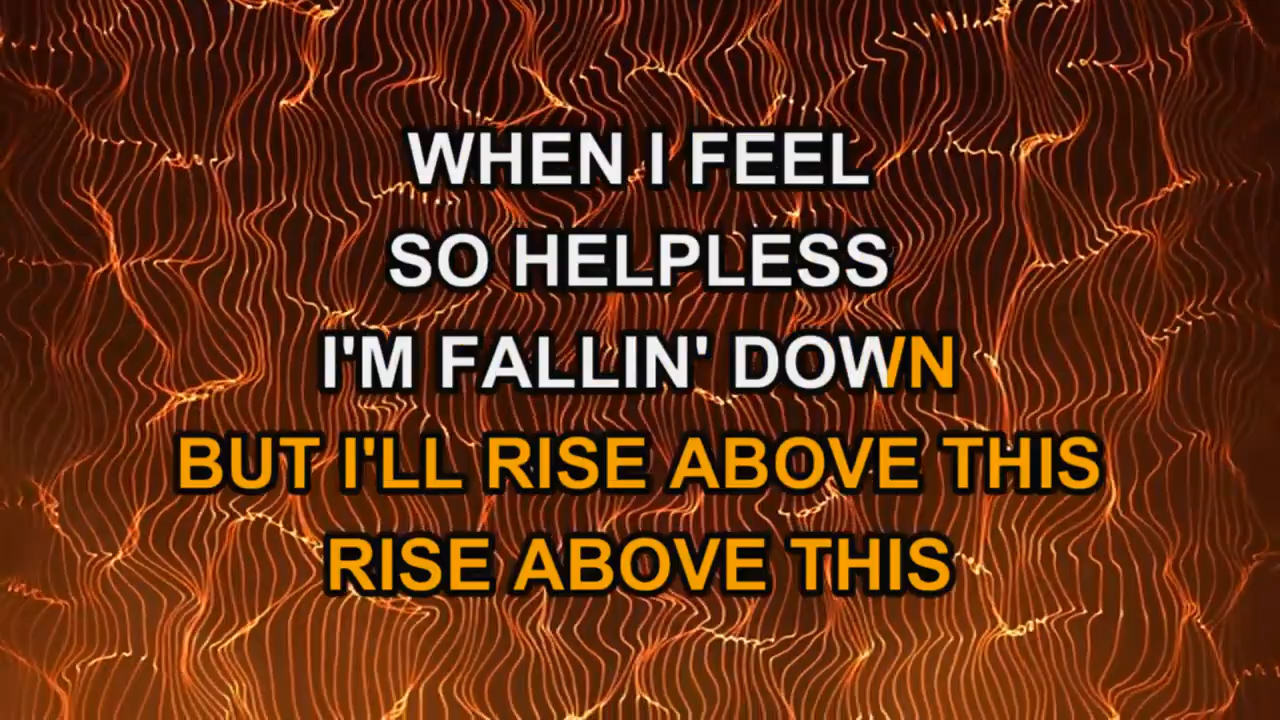 WHEN I FEEL
SO HELPLESS
I'M FALLIN' DOWN
BUT I'LL RISE ABOVE THIS
RISE ABOVE THIS